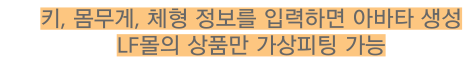 키, 몸무게, 체형 정보를 입력하면 아바타 생성
LF몰의 상품만 가상피팅 가능